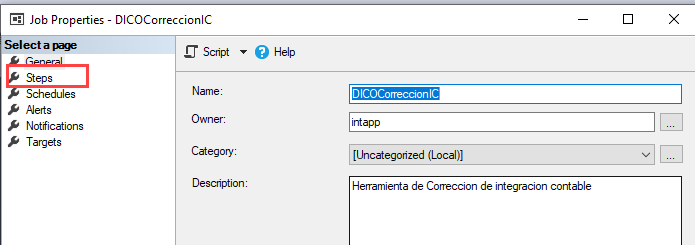 Job Properties - DICOCorreccionIC
Select a page
General
Steps
Schedules
Alerts
Notifications
Targets
Script
Help
Name:
DICOCorreccionIC
Owner:
intapp
...
Category:
[Uncategorized (Local)]
...
Description:
Herramienta de Correccion de integracion contable